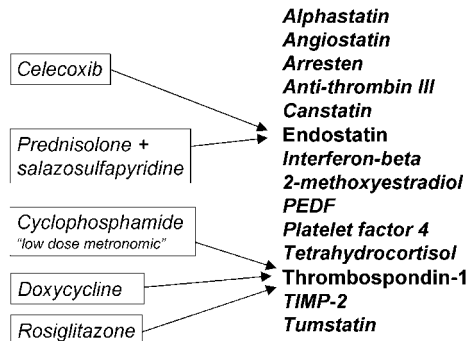 Celecoxib
Prednisolone +
salazosulfapyridine
Cyclophosphamide
"low dose metronomic"
Doxycycline
Rosiglitazone
Alphastatin
Angiostatin
Arresten
Anti-thrombin III
Canstatin
Endostatin
Interferon-beta
2-methoxyestradiol
PEDF
Platelet factor 4
Tetrahydrocortisol
Thrombospondin-1
TIMP-2
Tumstatin